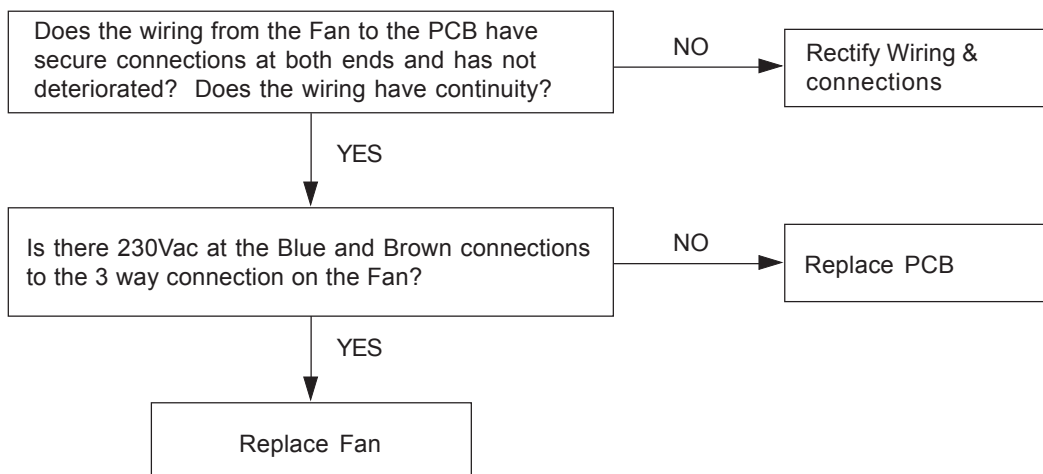 Does the wiring from the Fan to the PCB have
secure connections at both ends and has not
deteriorated? Does the wiring have continuity?
NO
Rectify Wiring &
connections
YES
Is there 230Vac at the Blue and Brown connections
to the 3 way connection on the Fan?
NO
Replace PCB
YES
Replace Fan